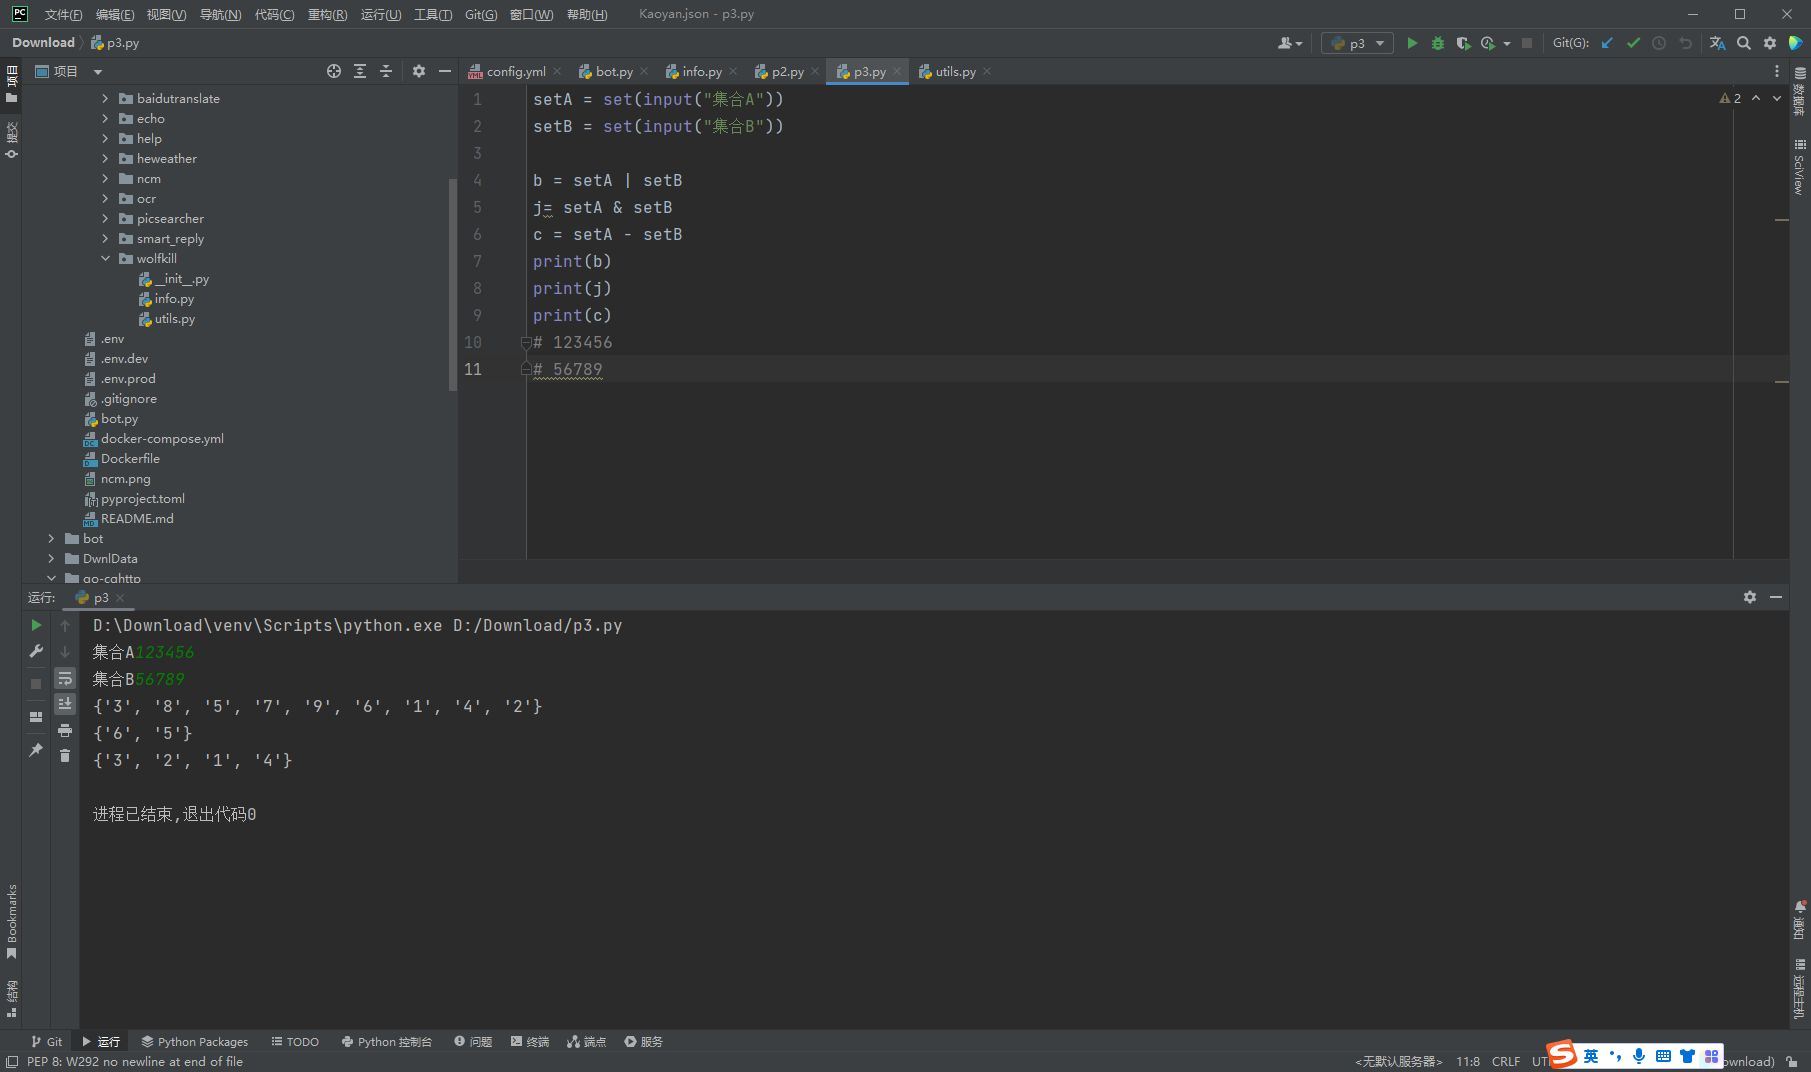 PC 文件(F) 编辑(E) 视图(V) 导航(N) 代码(C) 重构(R) 运行(U) 工具(T) Git(G) 窗口(W) 帮助(H) Kaoyan.json - p3.py
Download p3.py p3 Git(G):
项目 config.yml bot.py info.py p2.py p3.py utils.py
项目
提交
baidutranslate
echo
help
heweather
ncm
ocr
picsearcher
smart_reply
wolfkill
__init__.py
info.py
utils.py
.env
.env.dev
.env.prod
.gitignore
bot.py
docker-compose.yml
Dockerfile
ncm.png
pyproject.toml
README.md
bot
DwnlData
go-cqhttp
1 setA = set(input("集合A"))
2 setB = set(input("集合B"))
3
4 b = setA | setB
5 j= setA & setB
6 c = setA - setB
7 print(b)
8 print(j)
9 print(c)
10 # 123456
11 # 56789
2
数据库
SciView
运行: p3
D:\Download\venv\Scripts\python.exe D:/Download/p3.py
集合A123456
集合B56789
{'3', '8', '5', '7', '9', '6', '1', '4', '2'}
{'6', '5'}
{'3', '2', '1', '4'}
进程已结束,退出代码0
Bookmarks
结构
通知
远程主机
Git 运行 Python Packages TODO Python 控制台 问题 终端 端点 服务
PEP 8: W292 no newline at end of file <无默认服务器> 11:8 CRLF
英